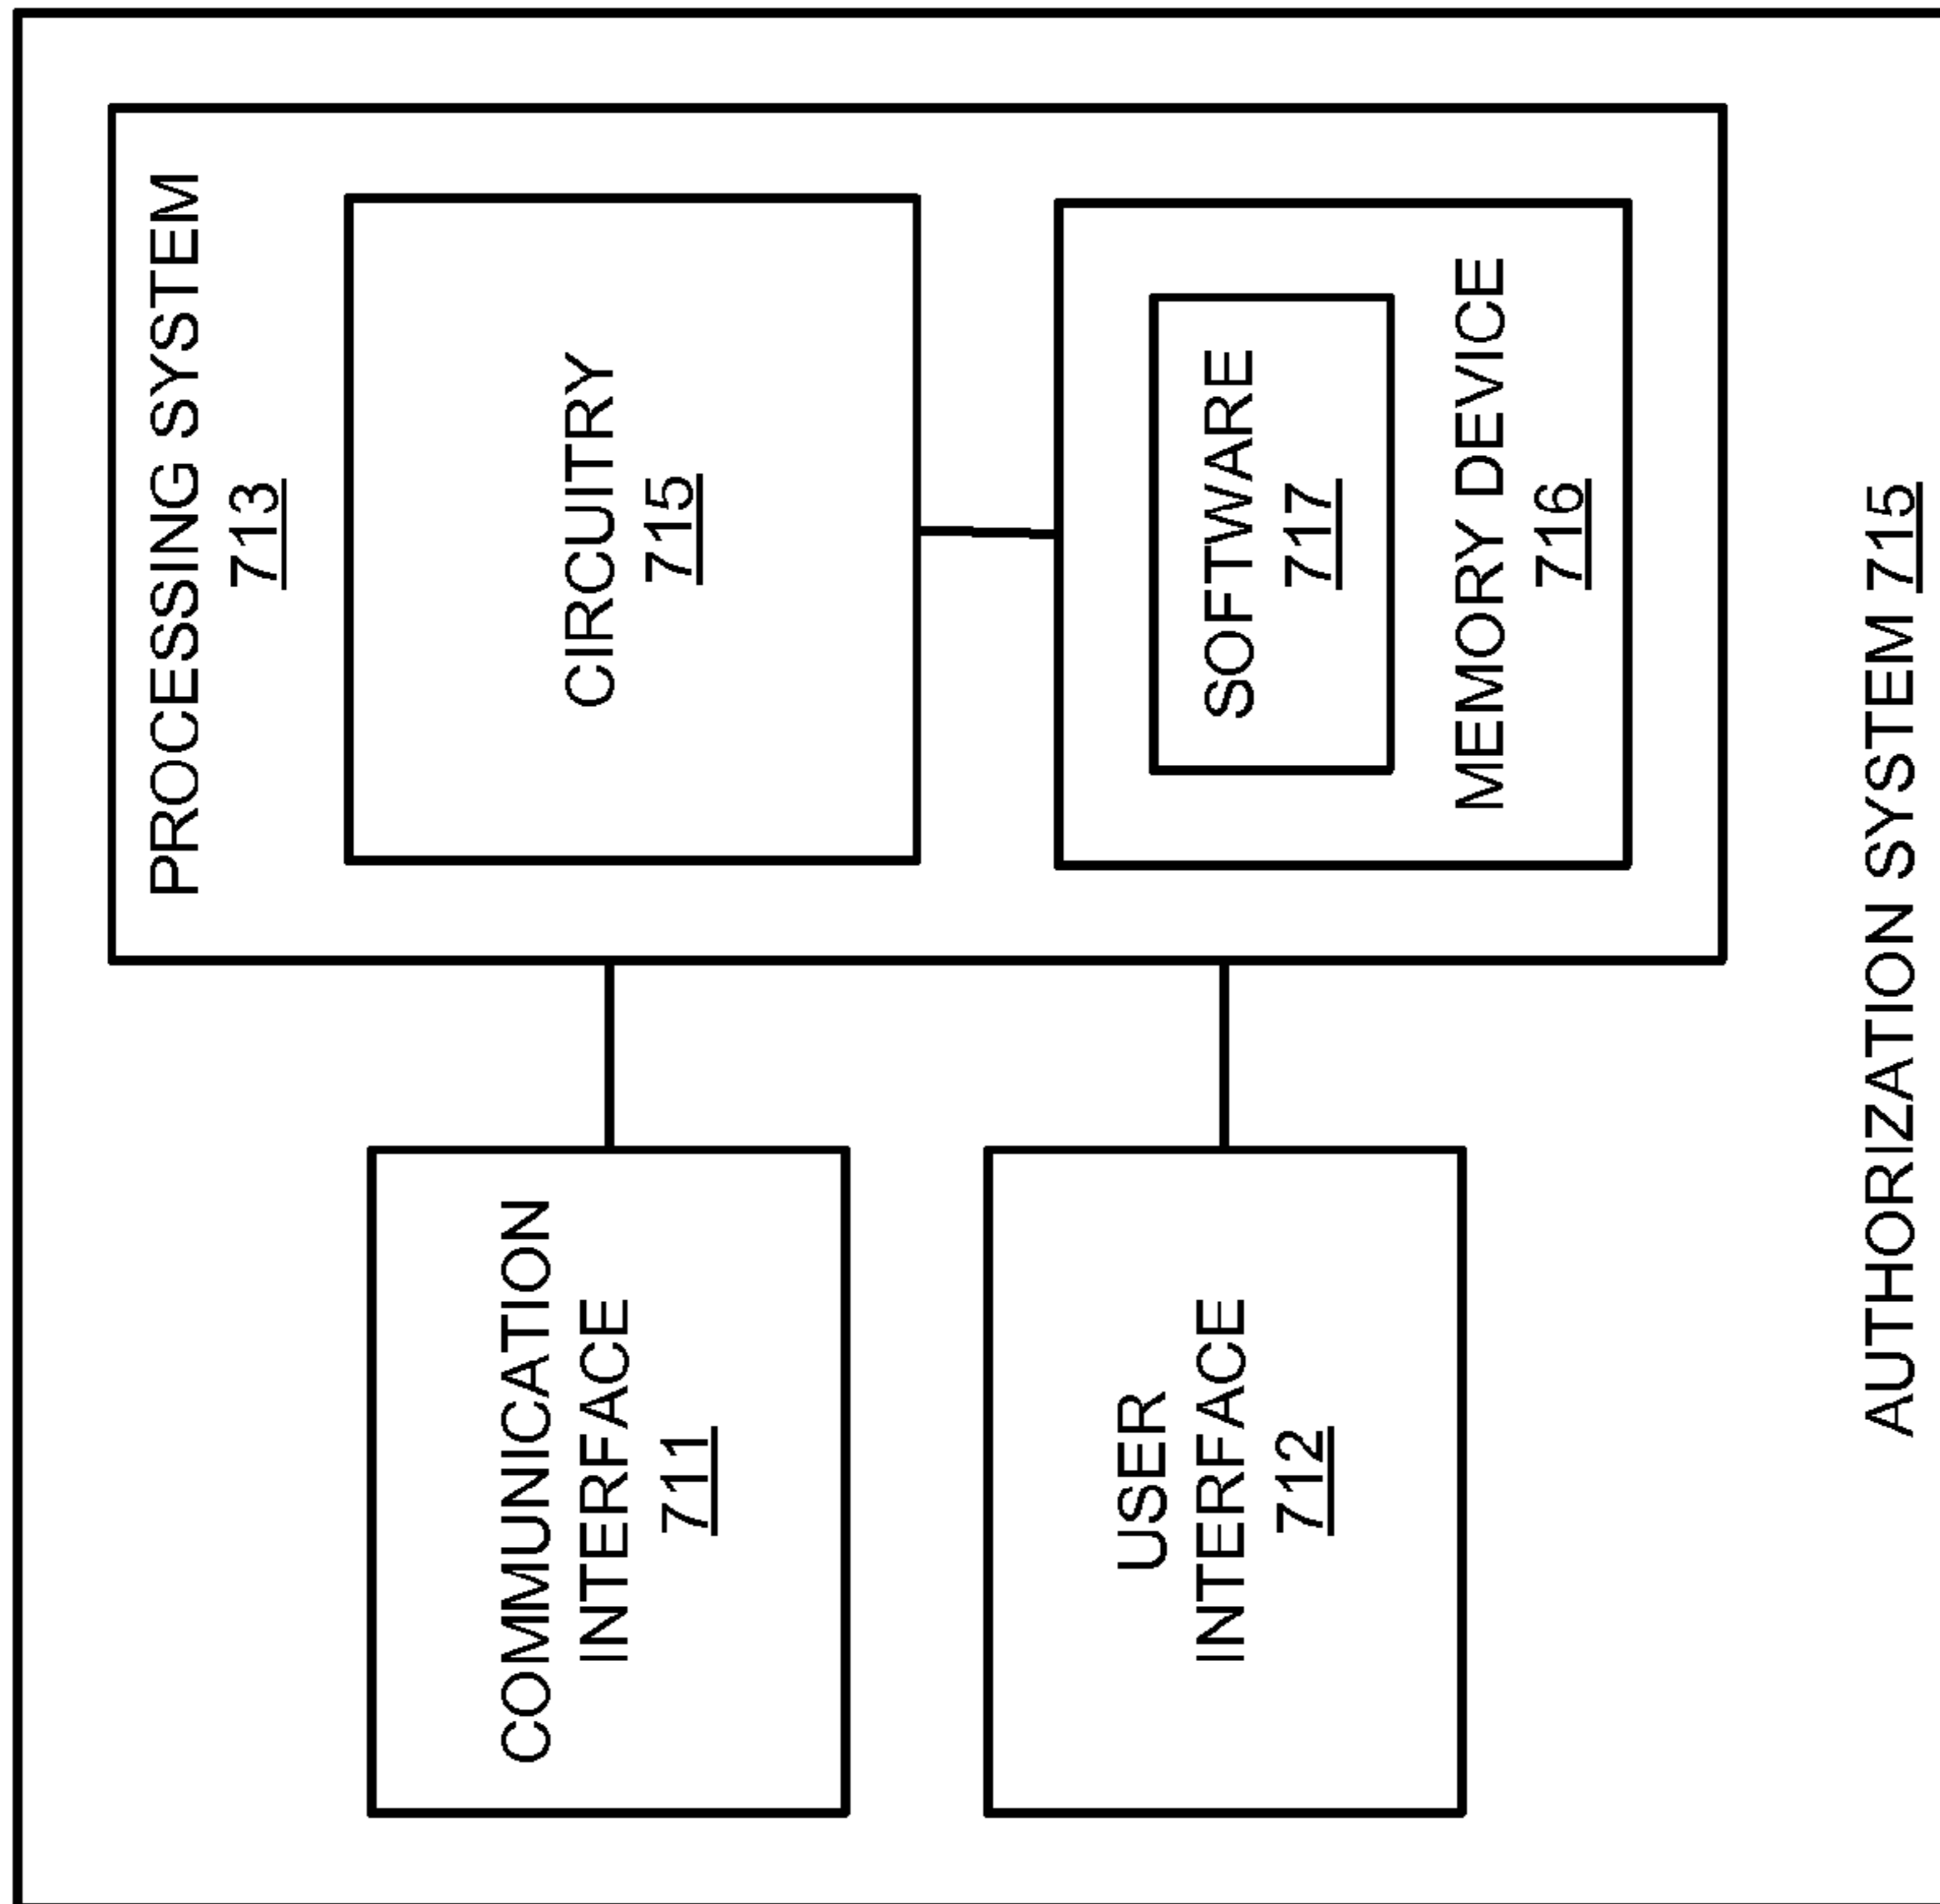 PROCESSING SYSTEM
713
CIRCUITRY
715
SOFTWARE
717
MEMORY DEVICE
716
COMMUNICATION
INTERFACE
711
USER
INTERFACE
712
AUTHORIZATION SYSTEM 715